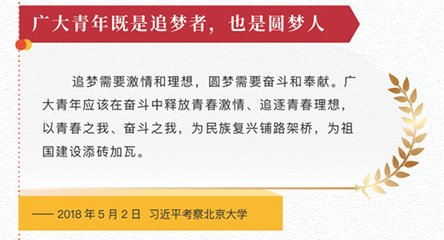 广大青年既是追梦者，也是圆梦人
追梦需要激情和理想，圆梦需要奋斗和奉献。广
大青年应该在奋斗中释放青春激情、追逐青春理想，
以青春之我、奋斗之我，为民族复兴铺路架桥，为祖
国建设添砖加瓦。
—— 2018 年 5 月 2 日 习近平考察北京大学